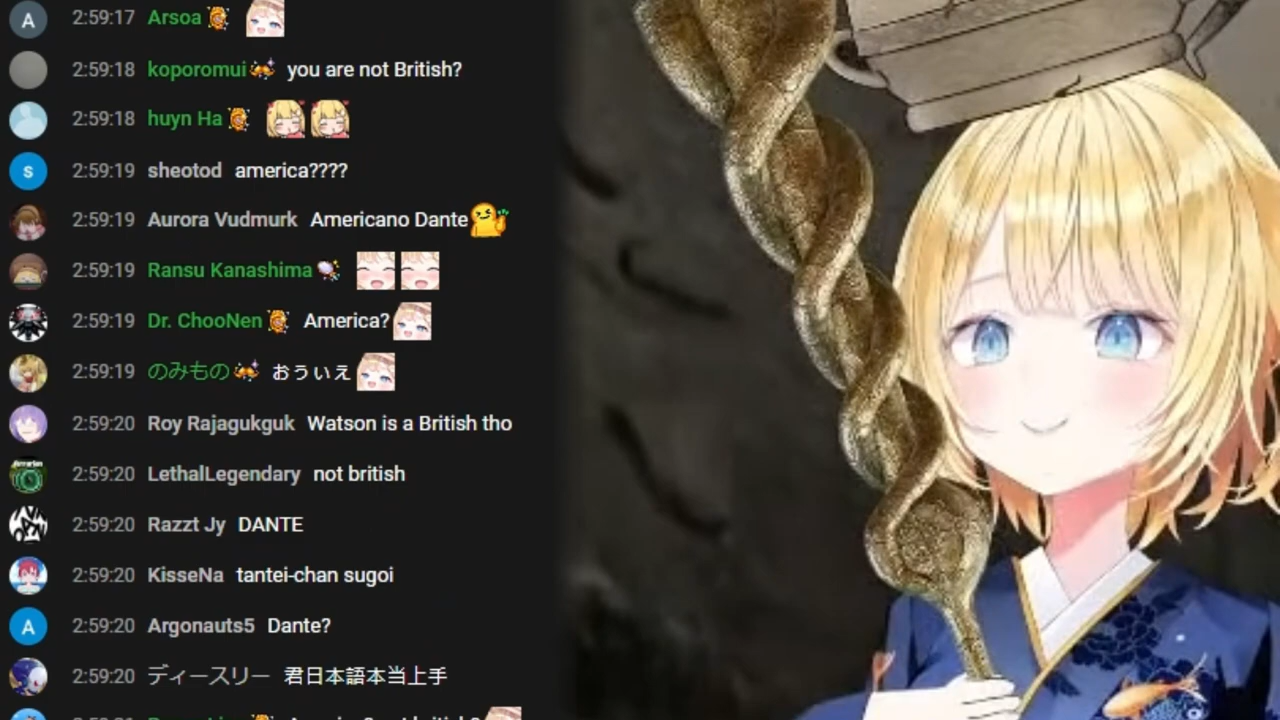 A 2:59:17 Arsoa
2:59:18 koporomui you are not British?
2:59:18 huyn Ha
s 2:59:19 sheotod america????
2:59:19 Aurora Vudmurk Americano Dante
2:59:19 Ransu Kanashima
2:59:19 Dr. ChooNen America?
2:59:19 のみもの おぅぃぇ
2:59:20 Roy Rajagukguk Watson is a British tho
2:59:20 LethalLegendary not british
2:59:20 Razzt Jy DANTE
2:59:20 KisseNa tantei-chan sugoi
A 2:59:20 Argonauts5 Dante?
2:59:20 ディースリー 君日本語本当上手